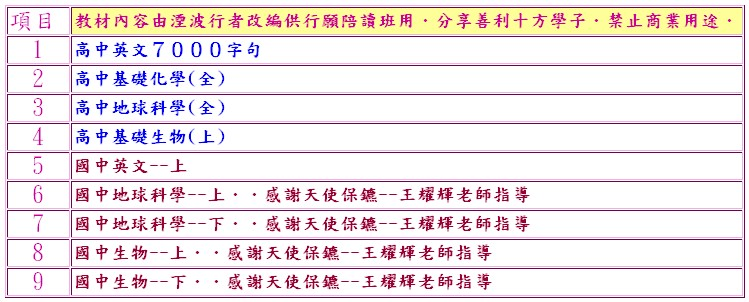 項目 教材內容由湮波行者改編供行願陪讀班用．分享善利十方學子．禁止商業用途．
1 高中英文７０００字句
2 高中基礎化學(全)
3 高中地球科學(全)
4 高中基礎生物(上)
5 國中英文--上
6 國中地球科學--上．．感謝天使保鑣--王耀輝老師指導
7 國中地球科學--下．．感謝天使保鑣--王耀輝老師指導
8 國中生物--上．．感謝天使保鑣--王耀輝老師指導
9 國中生物--下．．感謝天使保鑣--王耀輝老師指導